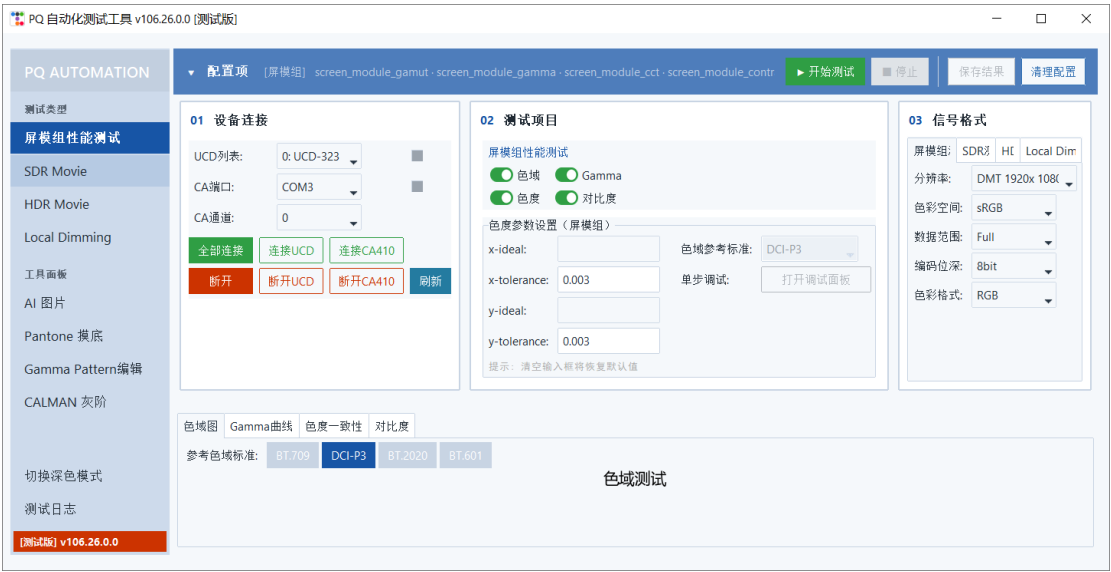 PQ 自动化测试工具 v106.26.0.0 [测试版]
PQ AUTOMATION
测试类型
屏模组性能测试
SDR Movie
HDR Movie
Local Dimming
工具面板
AI 图片
Pantone 摸底
Gamma Pattern编辑
CALMAN 灰阶
切换深色模式
测试日志
[测试版] v106.26.0.0
▼ 配置项 [屏模组] screen_module_gamut · screen_module_gamma · screen_module_cct · screen_module_contr
▶ 开始测试 ■ 停止 保存结果 清理配置
01 设备连接
UCD列表: 0: UCD-323
CA端口: COM3
CA通道: 0
全部连接 连接UCD 连接CA410
断开 断开UCD 断开CA410 刷新
02 测试项目
屏模组性能测试
色域 Gamma
色度 对比度
色度参数设置（屏模组）
x-ideal: 色域参考标准: DCI-P3
x-tolerance: 0.003 单步调试: 打开调试面板
y-ideal:
y-tolerance: 0.003
提示: 清空输入框将恢复默认值
03 信号格式
屏模组 SDR Local Dim
分辨率: DMT 1920x 108
色彩空间: sRGB
数据范围: Full
编码位深: 8bit
色彩格式: RGB
色域图 Gamma曲线 色度一致性 对比度
参考色域标准: BT.709 DCI-P3 BT.2020 BT.601
色域测试